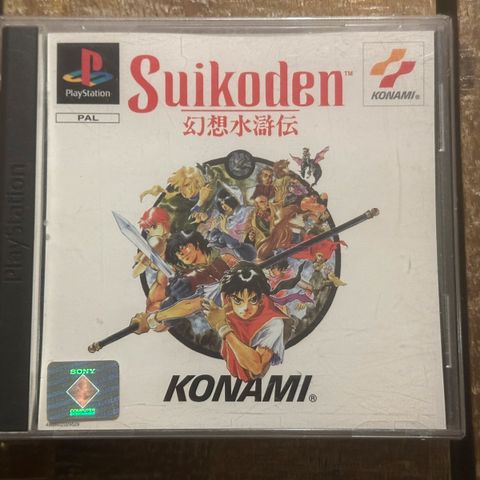 PlayStation
PAL
Suikoden™
幻想水滸伝
KONAMI®
PlayStation
KONAMI®
SONY